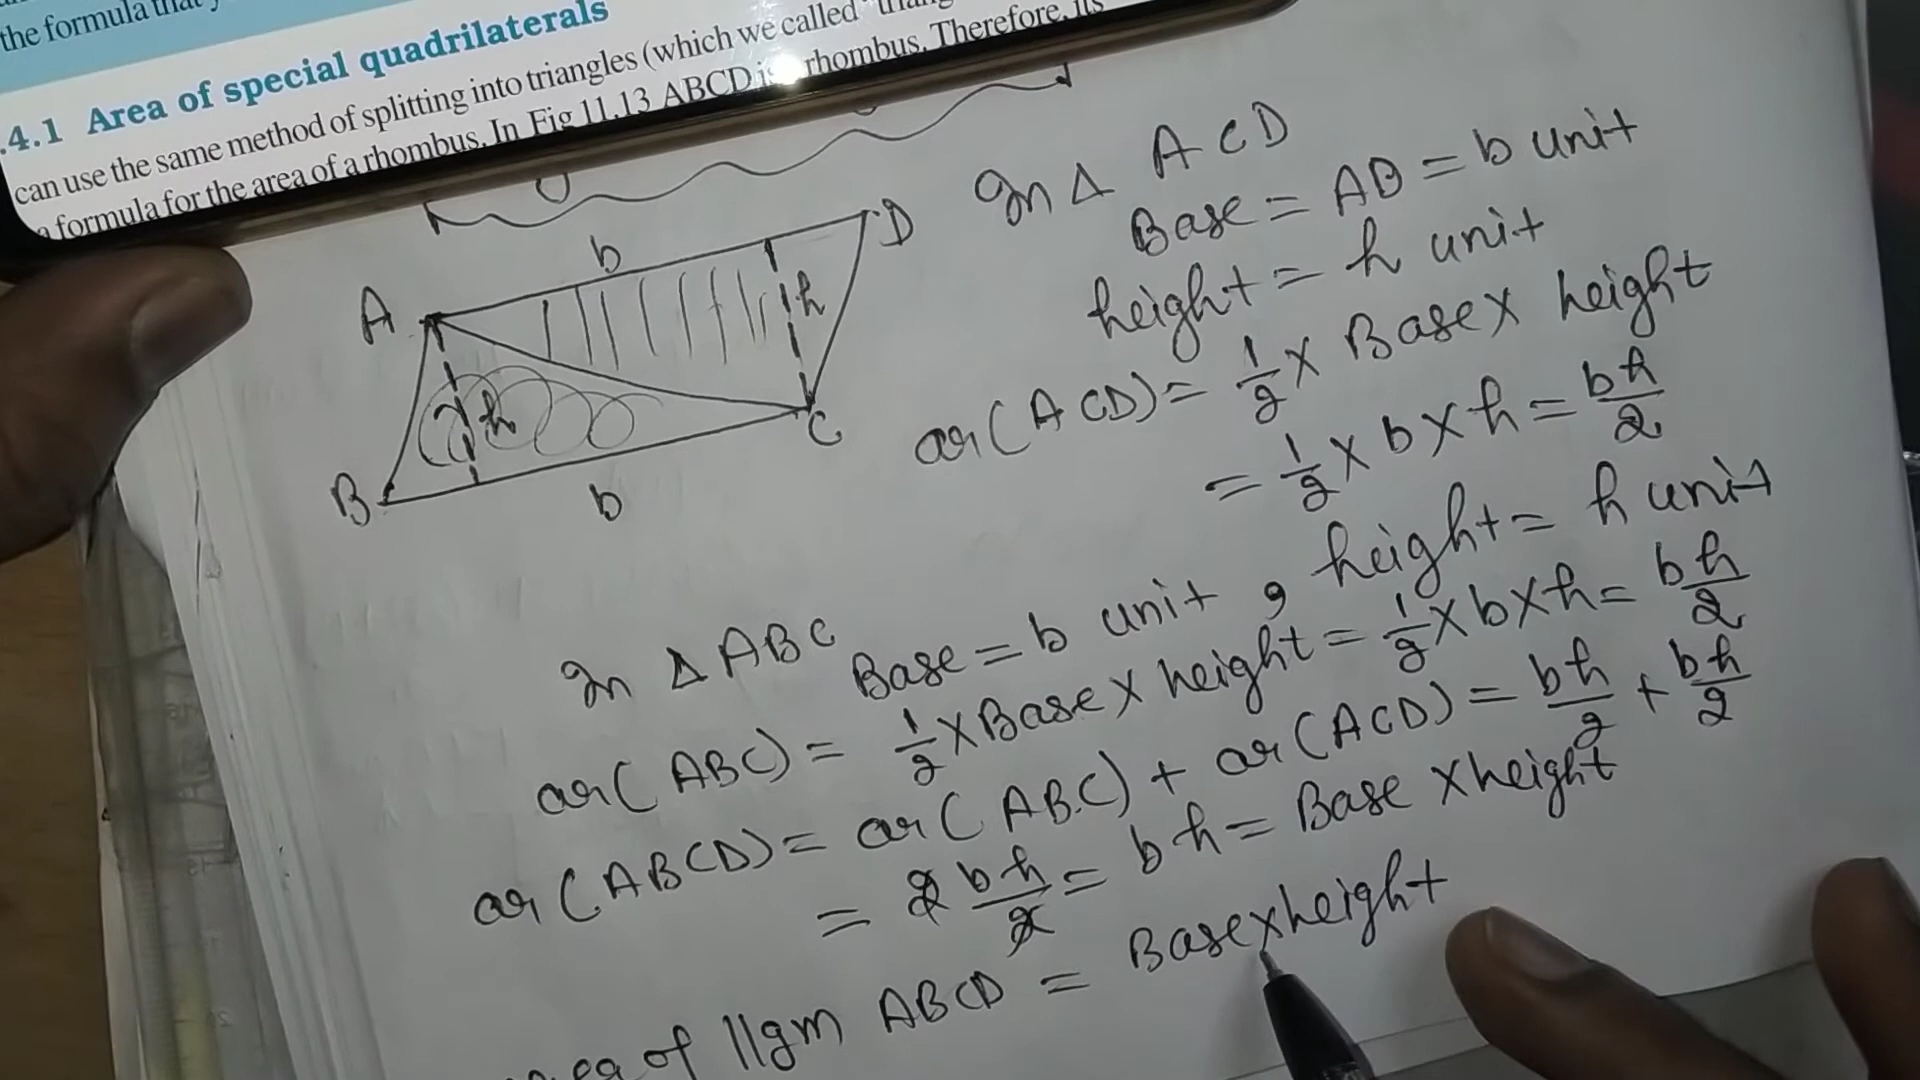 the formula that
.4.1 Area of special quadrilaterals
can use the same method of splitting into triangles (which we called
formula for the area of a rhombus. In Fig 11.13 ABCD is rhombus. Therefore, its
A b D
h
h
B b C
In Δ ACD
Base = AD = b unit
height = h unit
ar(ACD) = 1/2 × Base × height
= 1/2 × b × h = bh/2
In Δ ABC Base = b unit, height = h unit
ar(ABC) = 1/2 × Base × height = 1/2 × b × h = bh/2
ar(ABCD) = ar(ABC) + ar(ACD) = bh/2 + bh/2
= 2 bh/2 = bh = Base × height
of ||gm ABCD = Base × height